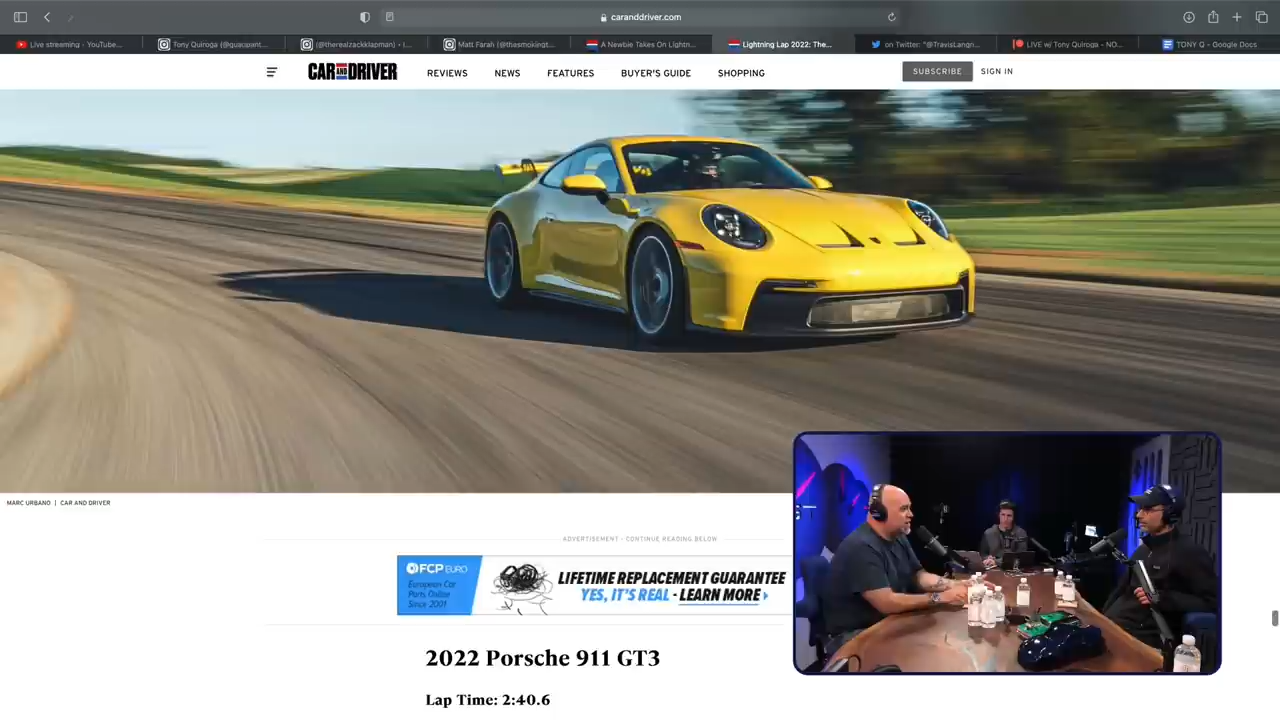 caranddriver.com
Live streaming - YouTube...
Tony Quiroga (@guaquent...
(@therealzackklapman) • I...
Matt Farah (@thesmokingt...
A Newbie Takes On Lightn...
Lightning Lap 2022: The...
on Twitter: "@TravisLangn...
LIVE w/ Tony Quiroga - NO...
TONY Q - Google Docs
CAR AND DRIVER
REVIEWS
NEWS
FEATURES
BUYER'S GUIDE
SHOPPING
SUBSCRIBE
SIGN IN
MARC URBANO | CAR AND DRIVER
ADVERTISEMENT - CONTINUE READING BELOW
FCP EURO
European Car
Parts Online
Since 2001
LIFETIME REPLACEMENT GUARANTEE
YES, IT'S REAL - LEARN MORE
2022 Porsche 911 GT3
Lap Time: 2:40.6